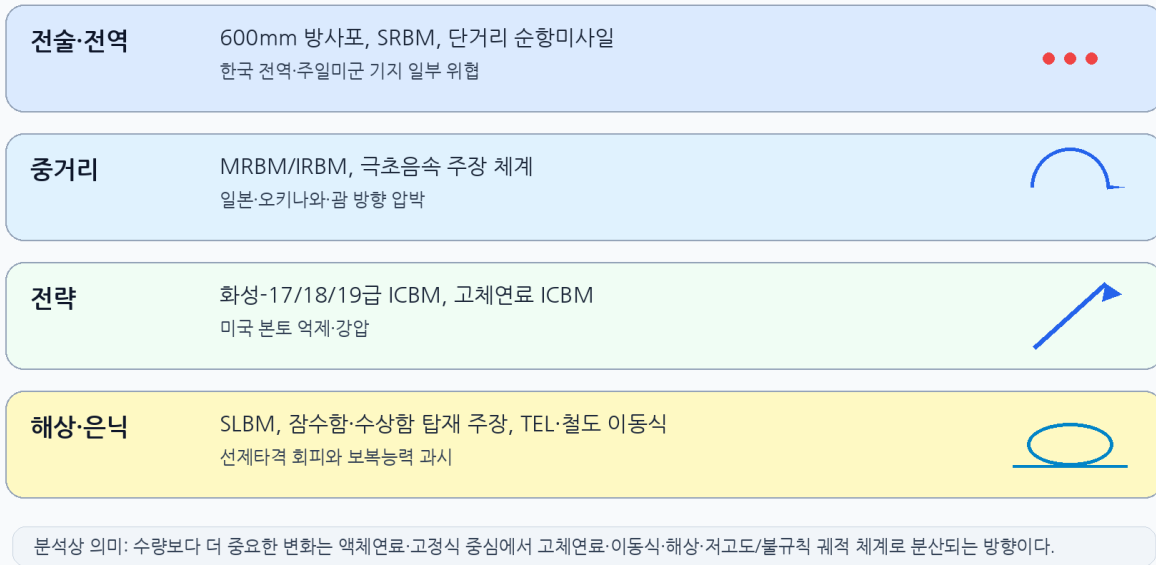 전술·전역
600mm 방사포, SRBM, 단거리 순항미사일
한국 전역·주일미군 기지 일부 위협
중거리
MRBM/IRBM, 극초음속 주장 체계
일본·오키나와·괌 방향 압박
전략
화성-17/18/19급 ICBM, 고체연료 ICBM
미국 본토 억제·강압
해상·은닉
SLBM, 잠수함·수상함 탑재 주장, TEL·철도 이동식
선제타격 회피와 보복능력 과시
분석상 의미: 수량보다 더 중요한 변화는 액체연료·고정식 중심에서 고체연료·이동식·해상·저고도/불규칙 궤적 체계로 분산되는 방향이다.